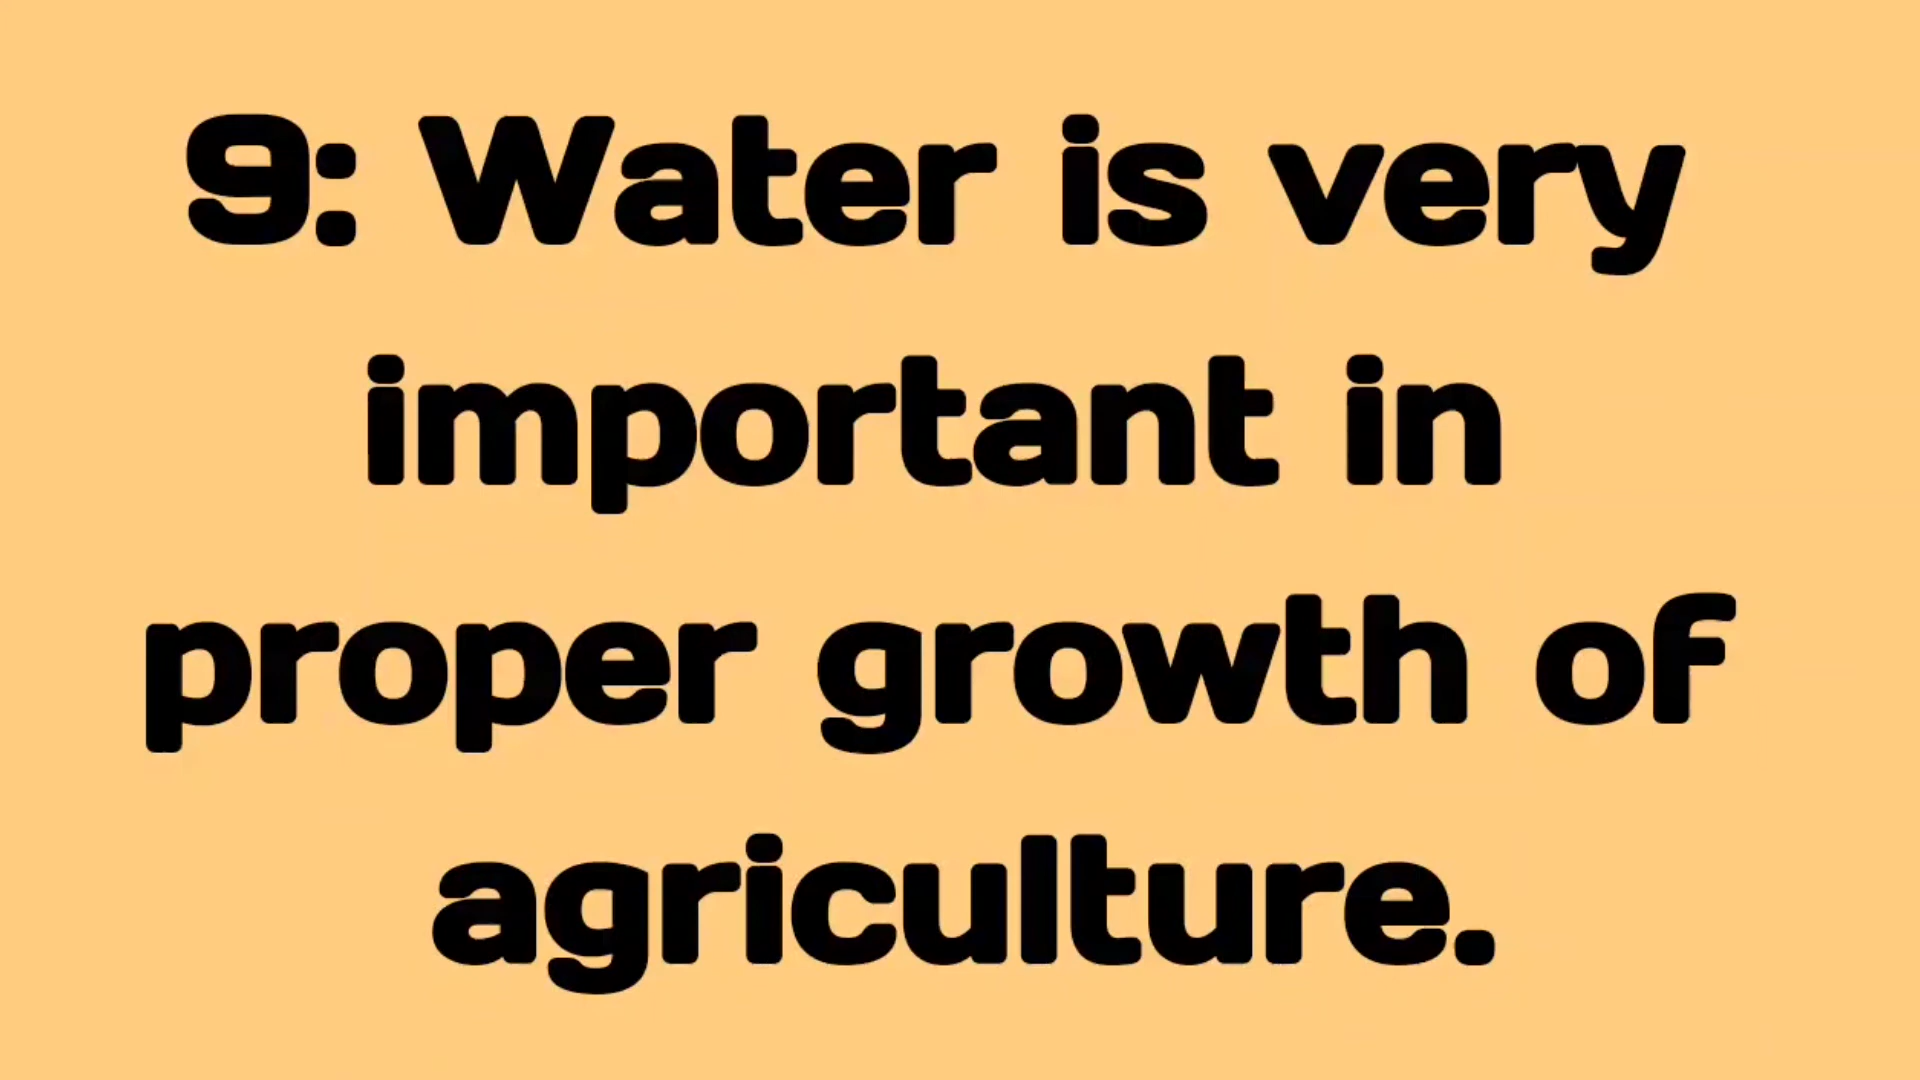 9: Water is very
important in
proper growth of
agriculture.